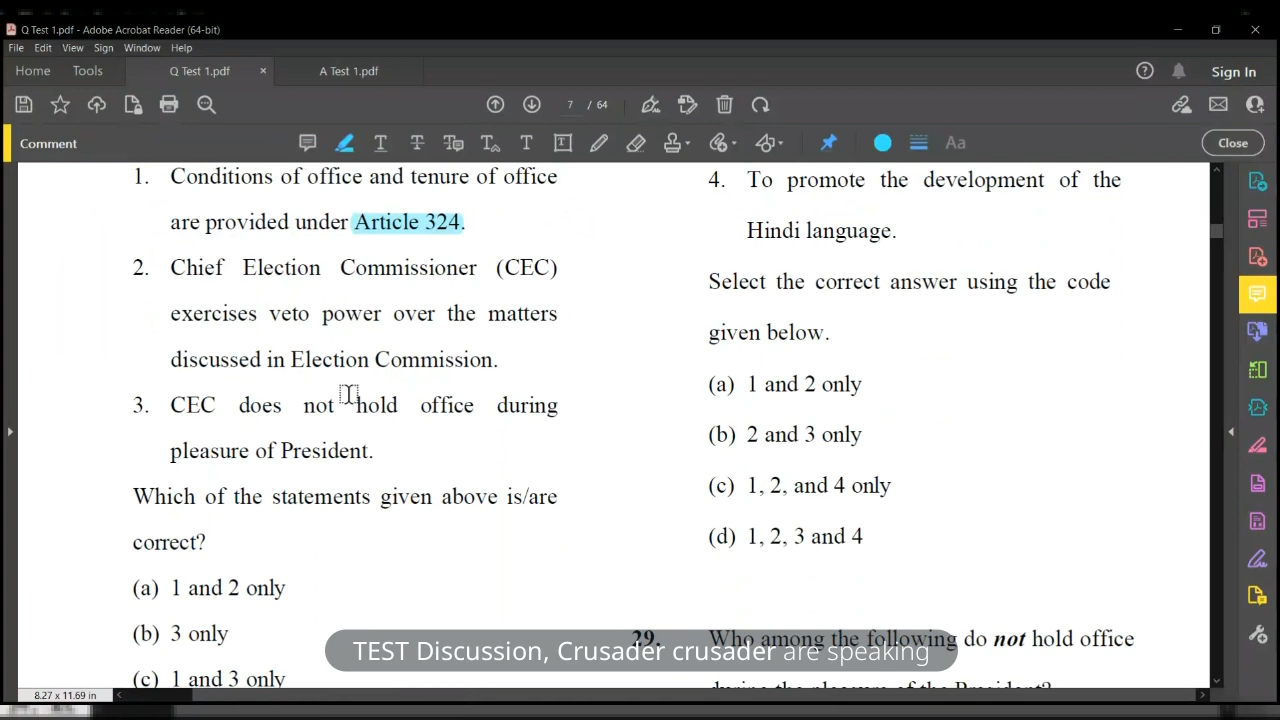 Q Test 1.pdf - Adobe Acrobat Reader (64-bit)
File Edit View Sign Window Help
Home Tools Q Test 1.pdf × A Test 1.pdf Sign In
7 / 64
Comment Close
1. Conditions of office and tenure of office
are provided under Article 324.
2. Chief Election Commissioner (CEC)
exercises veto power over the matters
discussed in Election Commission.
3. CEC does not hold office during
pleasure of President.
Which of the statements given above is/are
correct?
(a) 1 and 2 only
(b) 3 only
(c) 1 and 3 only
4. To promote the development of the
Hindi language.
Select the correct answer using the code
given below.
(a) 1 and 2 only
(b) 2 and 3 only
(c) 1, 2, and 4 only
(d) 1, 2, 3 and 4
29. Who among the following do not hold office
during the pleasure of the President?
TEST Discussion, Crusader crusader are speaking
8.27 x 11.69 in